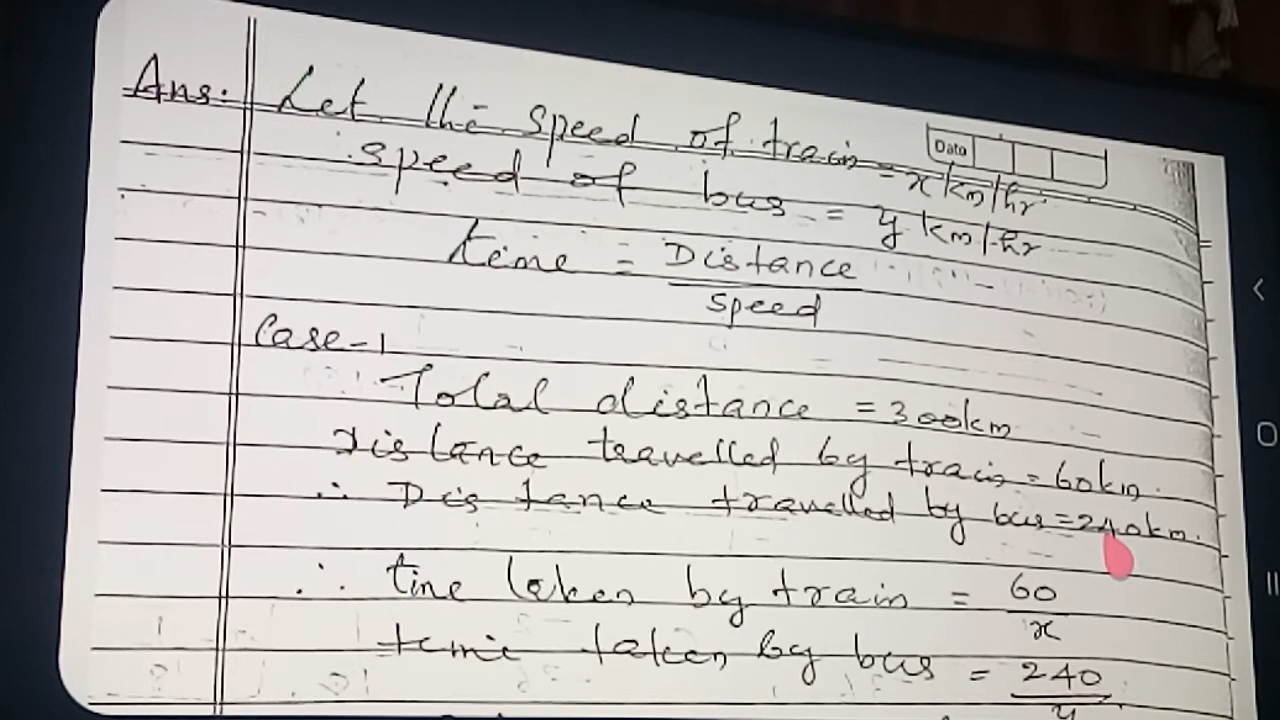 Ans: Let the speed of train = x km/hr
Data
speed of bus = y km/hr
time = Distance
speed
Case-1
Total distance = 300km
Distance travelled by train = 60km.
∴ Distance travelled by bus = 240km.
∴ time taken by train = 60
x
time taken by bus = 240
y